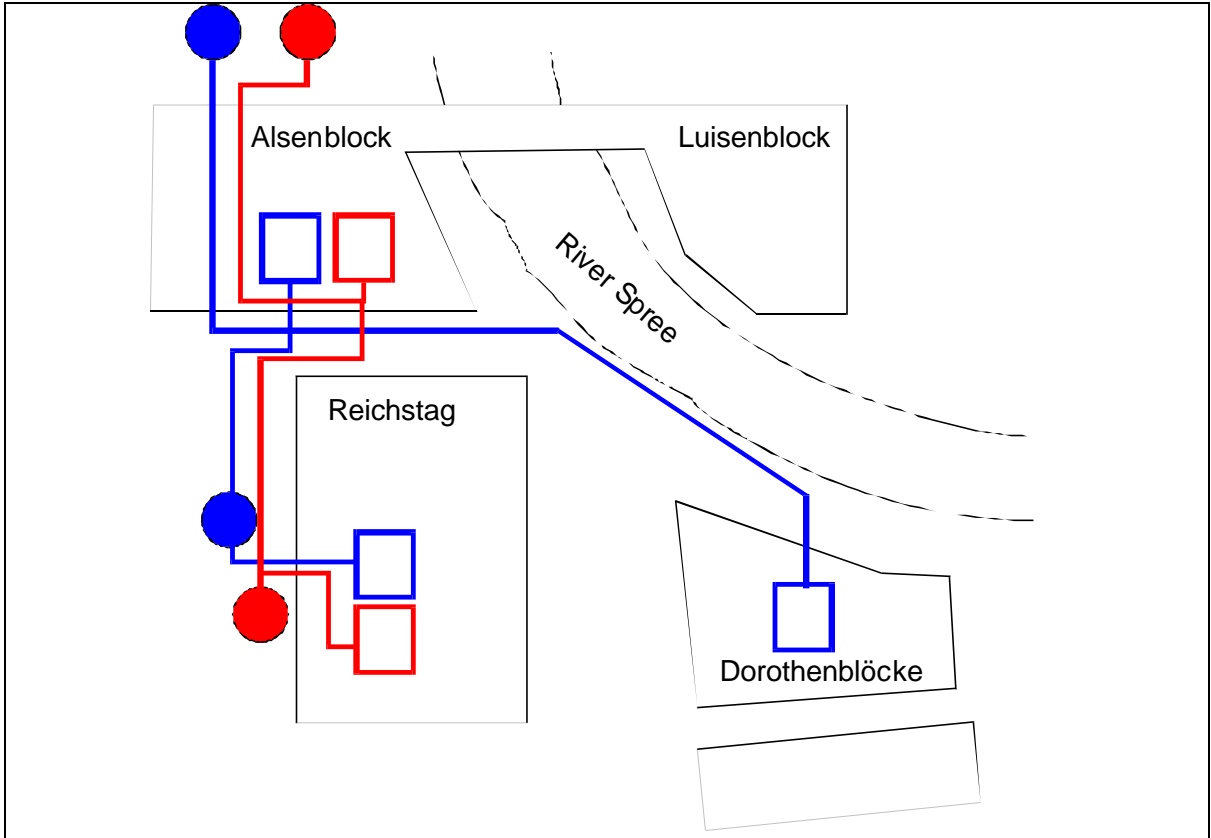 Alsenblock
Luisenblock
River Spree
Reichstag
Dorothenblöcke